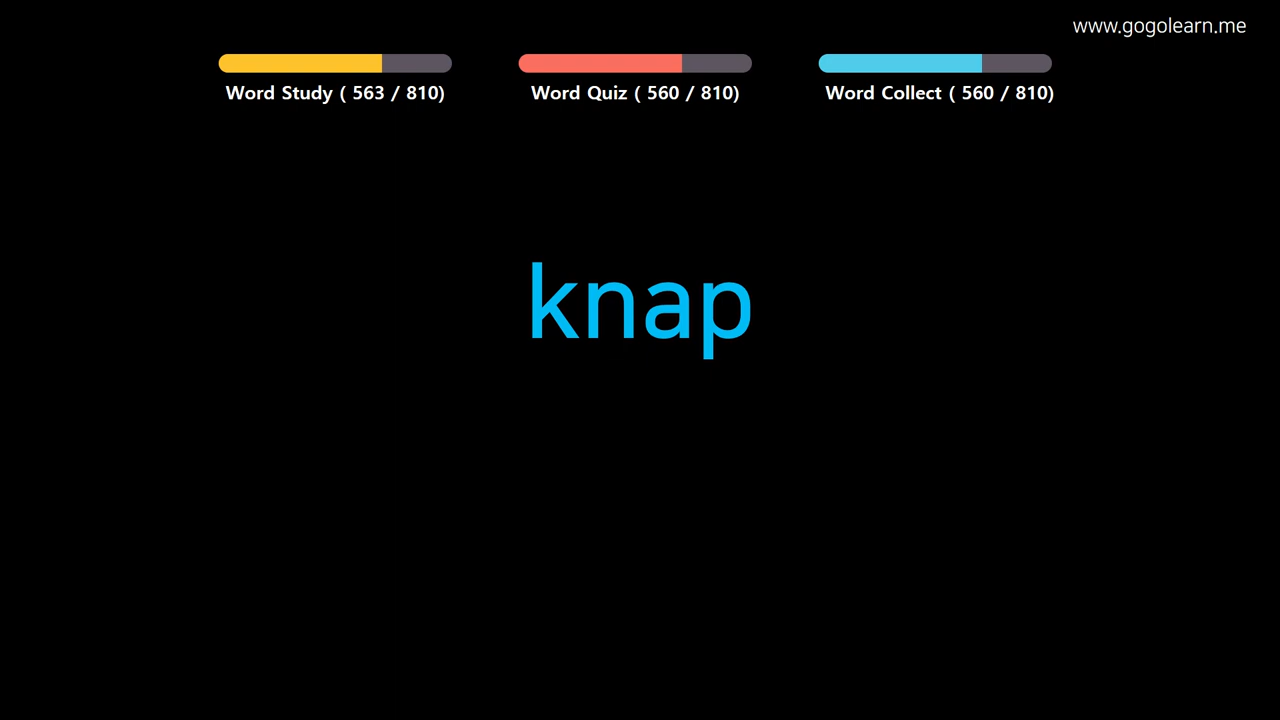 www.gogolearn.me
Word Study ( 563 / 810) Word Quiz ( 560 / 810) Word Collect ( 560 / 810)
knap